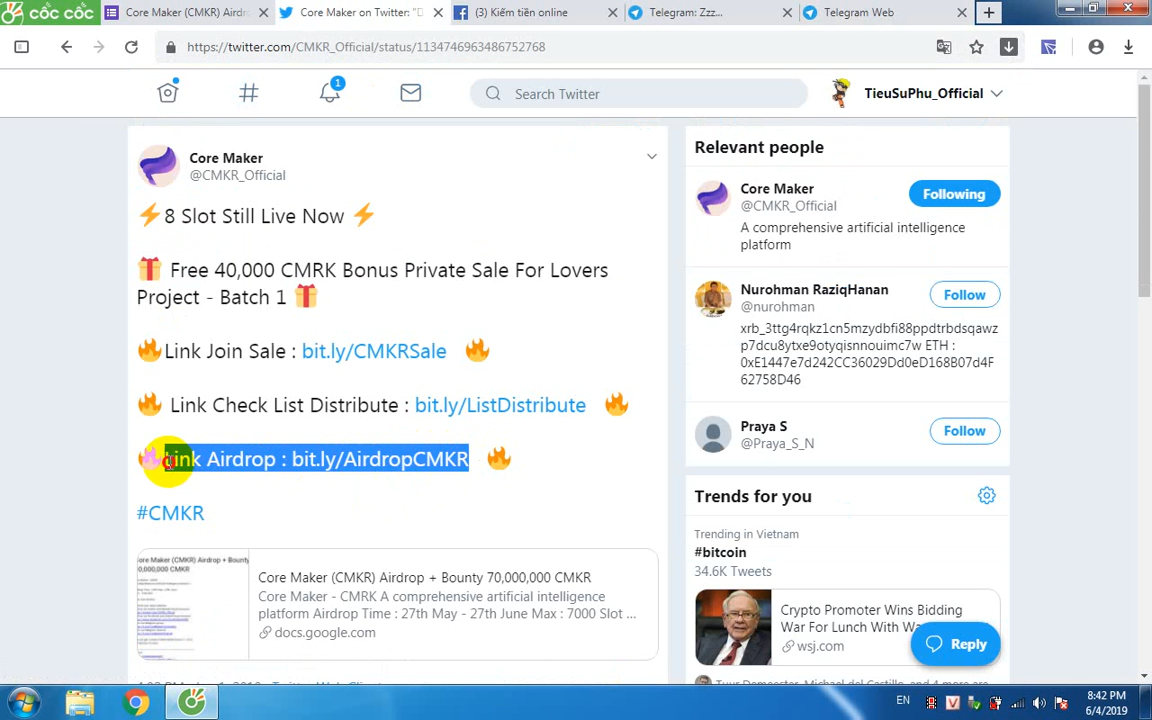 cốc cốc
Core Maker (CMKR) Airdr
Core Maker on Twitter: "
(3) Kiếm tiền online
Telegram: Zzz...
Telegram Web
https://twitter.com/CMKR_Official/status/1134746963486752768
1
Search Twitter
TieuSuPhu_Official
Core Maker
@CMKR_Official
8 Slot Still Live Now
Free 40,000 CMRK Bonus Private Sale For Lovers
Project - Batch 1
Link Join Sale : bit.ly/CMKRSale
Link Check List Distribute : bit.ly/ListDistribute
Link Airdrop : bit.ly/AirdropCMKR
#CMKR
Core Maker (CMKR) Airdrop + Bounty 70,000,000 CMKR
Core Maker - CMRK A comprehensive artificial intelligence
platform Airdrop Time : 27th May - 27th June Max : 7000 Slot ...
docs.google.com
Relevant people
Core Maker
@CMKR_Official
Following
A comprehensive artificial intelligence
platform
Nurohman RaziqHanan
@nurohman
Follow
xrb_3ttg4rqkz1cn5mzydbfi88ppdtrbdsqawz
p7dcu8ytxe9otyqisnnouimc7w ETH :
0xE1447e7d242CC36029Dd0eD168B07d4F
62758D46
Praya S
@Praya_S_N
Follow
Trends for you
Trending in Vietnam
#bitcoin
34.6K Tweets
Crypto Promoter Wins Bidding
War For Lunch With Wa
wsj.com
Reply
EN
8:42 PM
6/4/2019